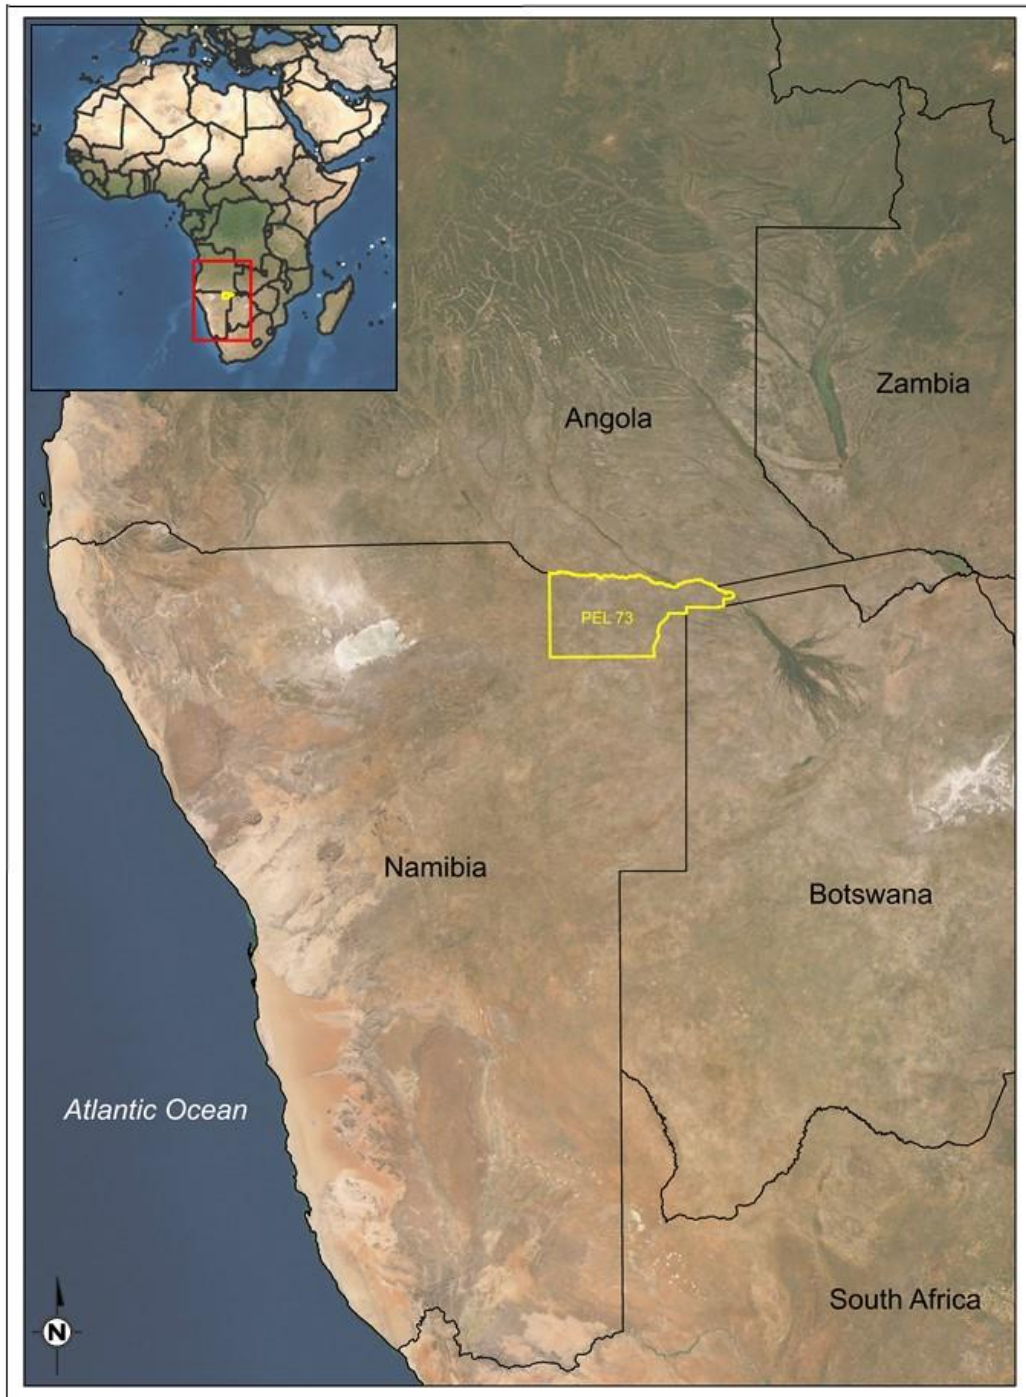 Angola
Zambia
PEL 73
Namibia
Botswana
Atlantic Ocean
South Africa
N